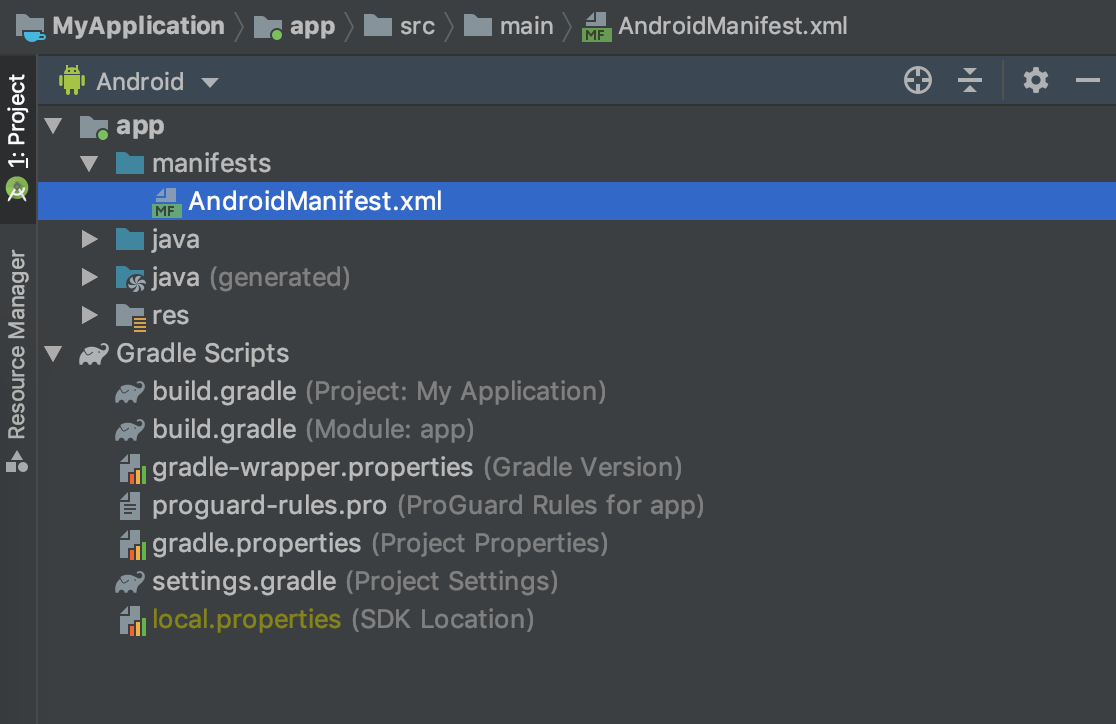 MyApplication app src main AndroidManifest.xml
1: Project
Resource Manager
Android
app
manifests
MF AndroidManifest.xml
java
java (generated)
res
Gradle Scripts
build.gradle (Project: My Application)
build.gradle (Module: app)
gradle-wrapper.properties (Gradle Version)
proguard-rules.pro (ProGuard Rules for app)
gradle.properties (Project Properties)
settings.gradle (Project Settings)
local.properties (SDK Location)